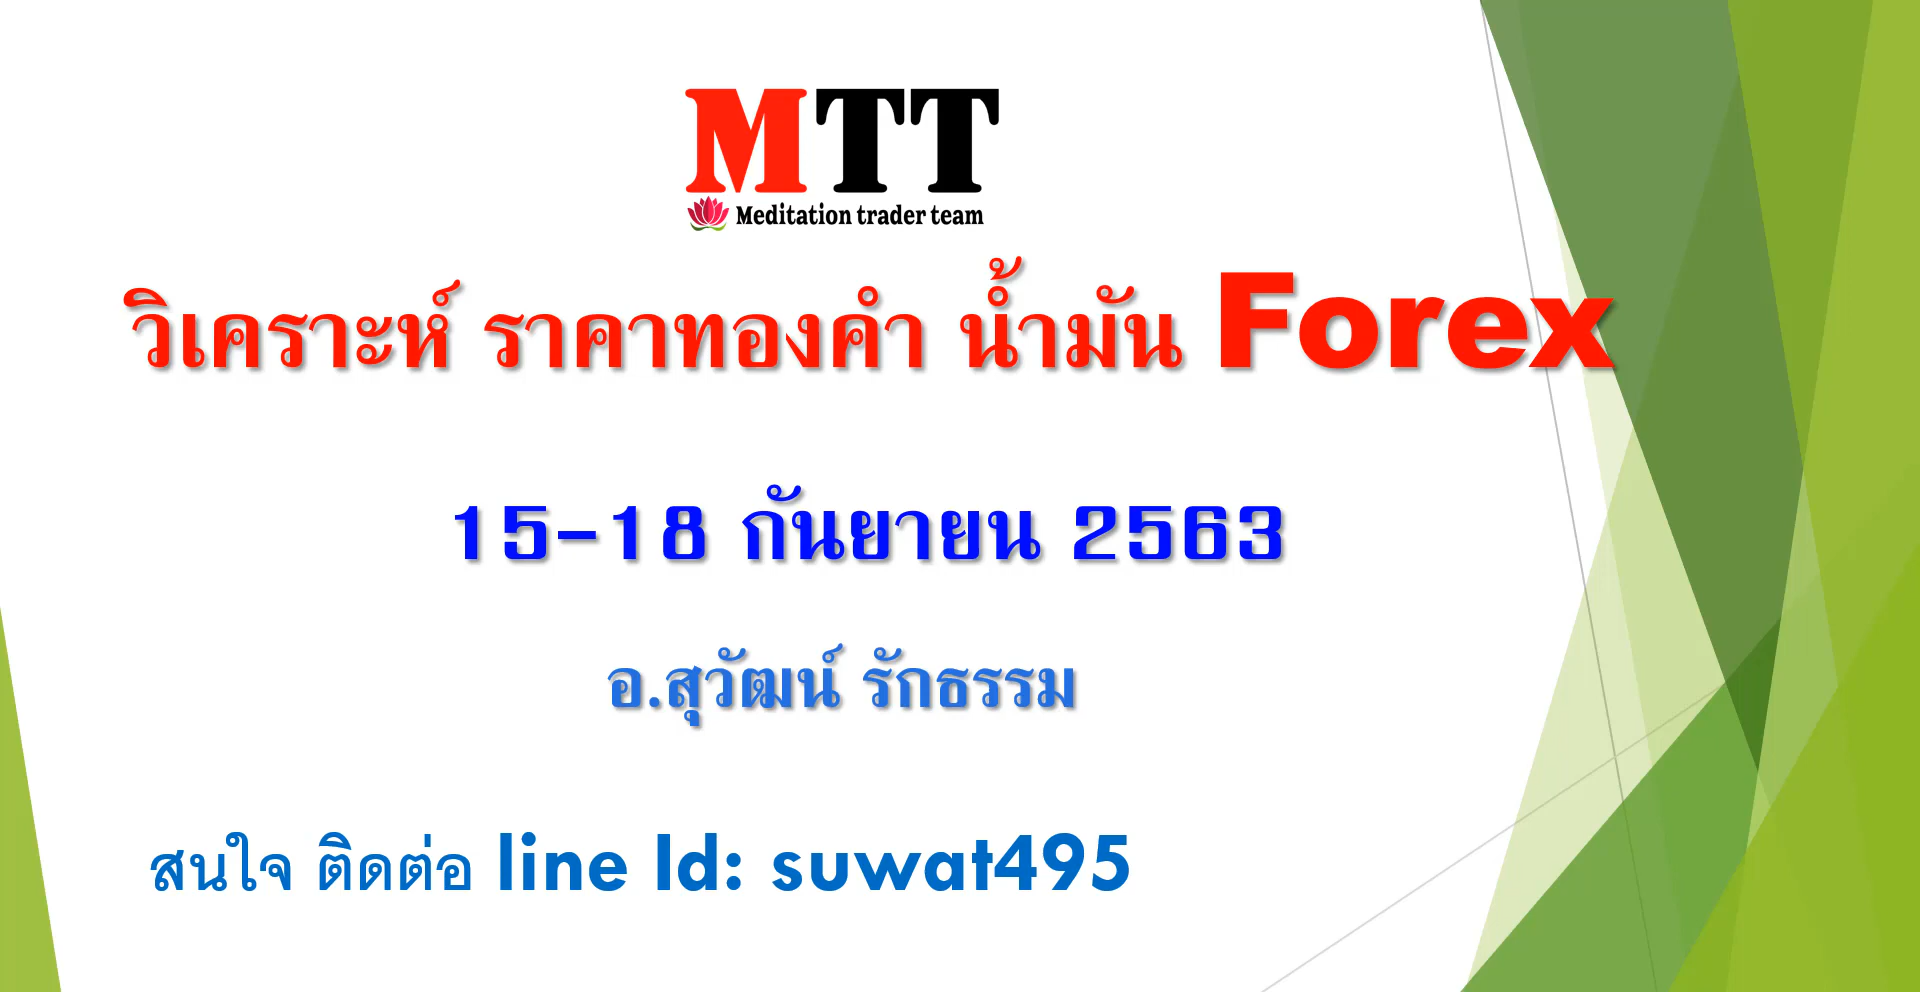 MTT
Meditation trader team
วิเคราะห์ ราคาทองคำ น้ำมัน Forex
15-18 กันยายน 2563
อ.สุวัฒน์ รักธรรม
สนใจ ติดต่อ line Id: suwat495